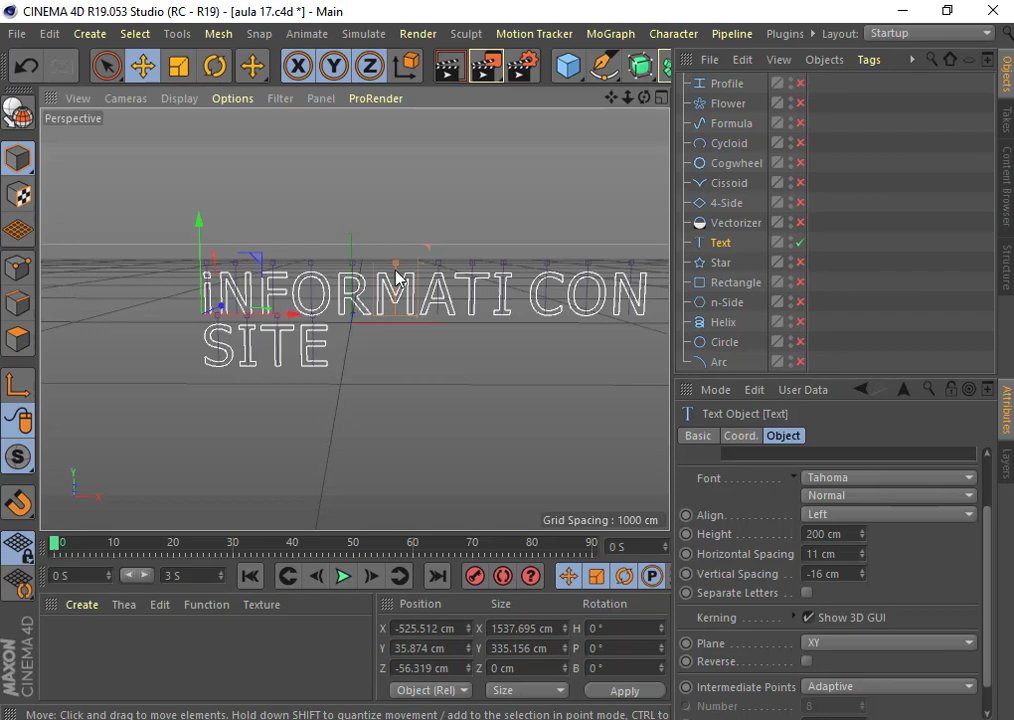 CINEMA 4D R19.053 Studio (RC - R19) - [aula 17.c4d *] - Main
File Edit Create Select Tools Mesh Snap Animate Simulate Render Sculpt Motion Tracker MoGraph Character Pipeline Plugins Layout: Startup
X Y Z
File Edit View Objects Tags
View Cameras Display Options Filter Panel ProRender
Perspective
iNFORMATI CON
SITE
Y
X
Grid Spacing : 1000 cm
Profile
Flower
Formula
Cycloid
Cogwheel
Cissoid
4-Side
Vectorizer
Text
Star
Rectangle
n-Side
Helix
Circle
Arc
Objects
Takes
Content Browser
Structure
Mode Edit User Data
Text Object [Text]
Basic Coord. Object
Font Tahoma
Normal
Align. Left
Height 200 cm
Horizontal Spacing 11 cm
Vertical Spacing -16 cm
Separate Letters
Kerning Show 3D GUI
Plane XY
Reverse
Intermediate Points Adaptive
Number 8
Attributes
Layers
0 10 20 30 40 50 60 70 80 90 0 S
0 S 3 S
P
Create Thea Edit Function Texture
Position Size Rotation
X -525.512 cm X 1537.695 cm H 0 °
Y 35.874 cm Y 335.156 cm P 0 °
Z -56.319 cm Z 0 cm B 0 °
Object (Rel) Size Apply
MAXON
CINEMA 4D
Move: Click and drag to move elements. Hold down SHIFT to quantize movement / add to the selection in point mode, CTRL to